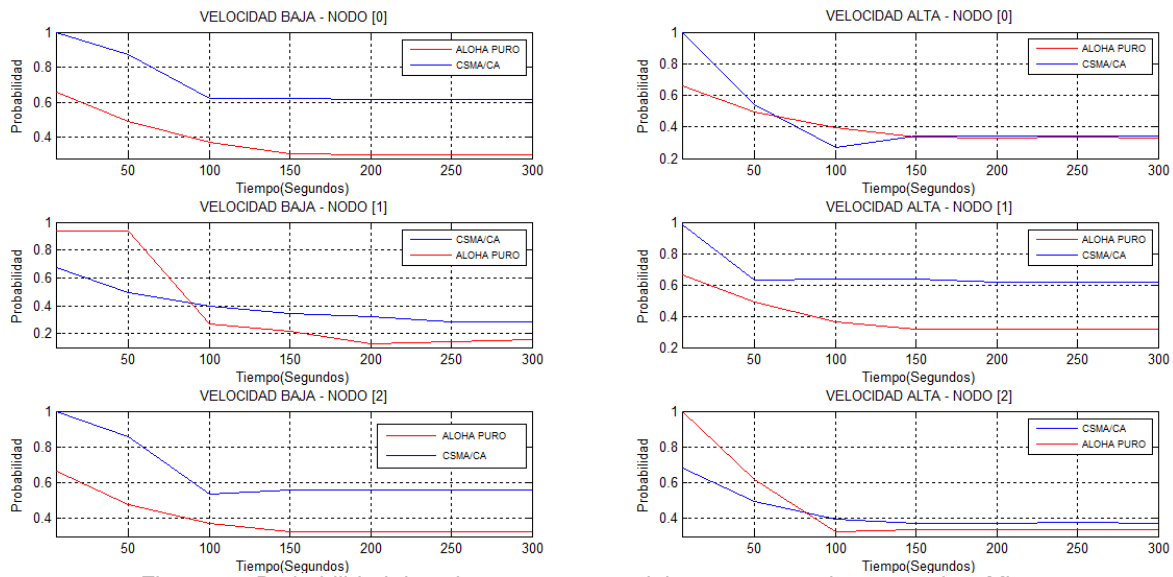 VELOCIDAD BAJA - NODO [0]
1
0.8
0.6
0.4
Probabilidad
ALOHA PURO
CSMA/CA
50 100 150 200 250 300
Tiempo(Segundos)
VELOCIDAD ALTA - NODO [0]
1
0.8
0.6
0.4
0.2
Probabilidad
ALOHA PURO
CSMA/CA
50 100 150 200 250 300
Tiempo(Segundos)
VELOCIDAD BAJA - NODO [1]
1
0.8
0.6
0.4
0.2
Probabilidad
CSMA/CA
ALOHA PURO
50 100 150 200 250 300
Tiempo(Segundos)
VELOCIDAD ALTA - NODO [1]
1
0.8
0.6
0.4
0.2
Probabilidad
ALOHA PURO
CSMA/CA
50 100 150 200 250 300
Tiempo(Segundos)
VELOCIDAD BAJA - NODO [2]
1
0.8
0.6
0.4
Probabilidad
ALOHA PURO
CSMA/CA
50 100 150 200 250 300
Tiempo(Segundos)
VELOCIDAD ALTA - NODO [2]
1
0.8
0.6
0.4
Probabilidad
CSMA/CA
ALOHA PURO
50 100 150 200 250 300
Tiempo(Segundos)